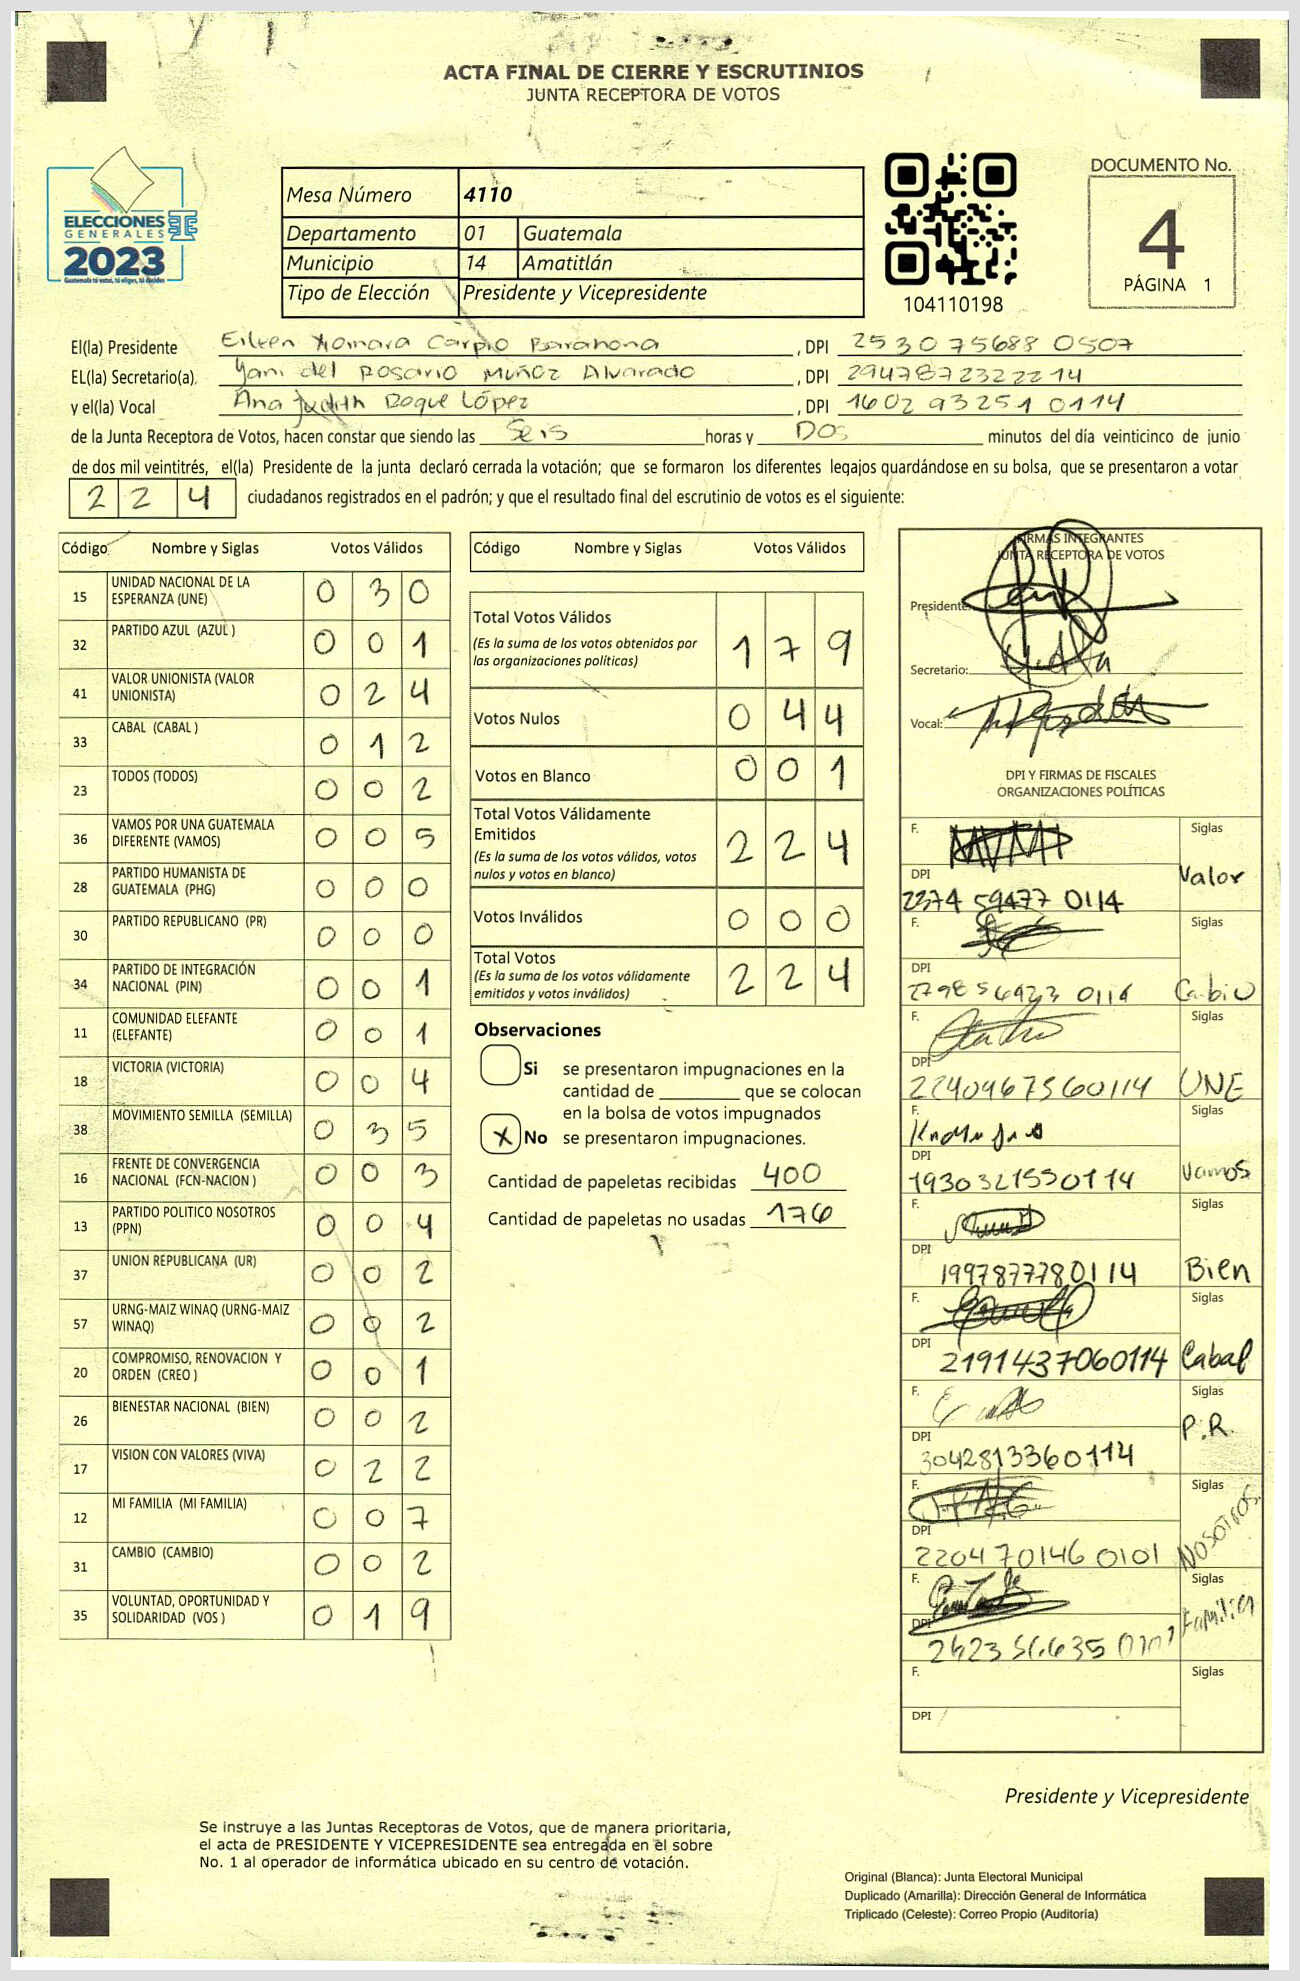 ACTA FINAL DE CIERRE Y ESCRUTINIOS
JUNTA RECEPTORA DE VOTOS
ELECCIONES
GENERALES
2023
Guatemala tú estás, tú eliges, tú decides
Mesa Número 4110
Departamento 01 Guatemala
Municipio 14 Amatitlán
Tipo de Elección Presidente y Vicepresidente
104110198
DOCUMENTO No.
4
PÁGINA 1
El(la) Presidente Eileen Xiomara Carpio Barahona, DPI 2530756880507
EL(la) Secretario(a). Yam del Rosario Muñoz Alvarado, DPI 2947872322214
y el(la) Vocal Ana Judith Roque López, DPI 1602932510114
de la Junta Receptora de Votos, hacen constar que siendo las Seis horas y Dos minutos del día veinticinco de junio
de dos mil veintitrés, el(la) Presidente de la junta declaró cerrada la votación; que se formaron los diferentes legajos guardándose en su bolsa, que se presentaron a votar
224 ciudadanos registrados en el padrón; y que el resultado final del escrutinio de votos es el siguiente:
Código Nombre y Siglas Votos Válidos
15 UNIDAD NACIONAL DE LA ESPERANZA (UNE) 0 3 0
32 PARTIDO AZUL (AZUL ) 0 0 1
41 VALOR UNIONISTA (VALOR UNIONISTA) 0 2 4
33 CABAL (CABAL ) 0 1 2
23 TODOS (TODOS) 0 0 2
36 VAMOS POR UNA GUATEMALA DIFERENTE (VAMOS) 0 0 5
28 PARTIDO HUMANISTA DE GUATEMALA (PHG) 0 0 0
30 PARTIDO REPUBLICANO (PR) 0 0 0
34 PARTIDO DE INTEGRACIÓN NACIONAL (PIN) 0 0 1
11 COMUNIDAD ELEFANTE (ELEFANTE) 0 0 1
18 VICTORIA (VICTORIA) 0 0 4
38 MOVIMIENTO SEMILLA (SEMILLA) 0 3 5
16 FRENTE DE CONVERGENCIA NACIONAL (FCN-NACION ) 0 0 3
13 PARTIDO POLITICO NOSOTROS (PPN) 0 0 4
37 UNION REPUBLICANA (UR) 0 0 2
57 URNG-MAIZ WINAQ (URNG-MAIZ WINAQ) 0 0 2
20 COMPROMISO, RENOVACION Y ORDEN (CREO ) 0 0 1
26 BIENESTAR NACIONAL (BIEN) 0 0 2
17 VISION CON VALORES (VIVA) 0 2 2
12 MI FAMILIA (MI FAMILIA) 0 0 7
31 CAMBIO (CAMBIO) 0 0 2
35 VOLUNTAD, OPORTUNIDAD Y SOLIDARIDAD (VOS ) 0 1 9
Código Nombre y Siglas Votos Válidos
Total Votos Válidos
(Es la suma de los votos obtenidos por
las organizaciones políticas) 1 7 9
Votos Nulos 0 4 4
Votos en Blanco 0 0 1
Total Votos Válidamente
Emitidos
(Es la suma de los votos válidos, votos
nulos y votos en blanco) 2 2 4
Votos Inválidos 0 0 0
Total Votos
(Es la suma de los votos válidamente
emitidos y votos inválidos) 2 2 4
Observaciones
Si se presentaron impugnaciones en la
cantidad de ________ que se colocan
en la bolsa de votos impugnados
X No se presentaron impugnaciones.
Cantidad de papeletas recibidas 400
Cantidad de papeletas no usadas 176
FIRMAS INTEGRANTES
JUNTA RECEPTORA DE VOTOS
Presidente:
Secretario:
Vocal:
DPI Y FIRMAS DE FISCALES
ORGANIZACIONES POLÍTICAS
F. Siglas
DPI Valor
2374 59477 0114
F. Siglas
DPI
0114 Cambio
F. Siglas
DPI
2240967560114 UNE
F. Siglas
DPI
1930321550114 Vamos
F. Siglas
DPI
1997877780114 Bien
F. Siglas
DPI
2191437060114 Cabal
F. Siglas
DPI P.R.
3042813360114
F. Siglas
DPI
2204701460101 Nosotros
F. Siglas
DPI Familia
F. Siglas
DPI
Presidente y Vicepresidente
Se instruye a las Juntas Receptoras de Votos, que de manera prioritaria,
el acta de PRESIDENTE Y VICEPRESIDENTE sea entregada en el sobre
No. 1 al operador de informática ubicado en su centro de votación.
Original (Blanca): Junta Electoral Municipal
Duplicado (Amarilla): Dirección General de Informática
Triplicado (Celeste): Correo Propio (Auditoría)